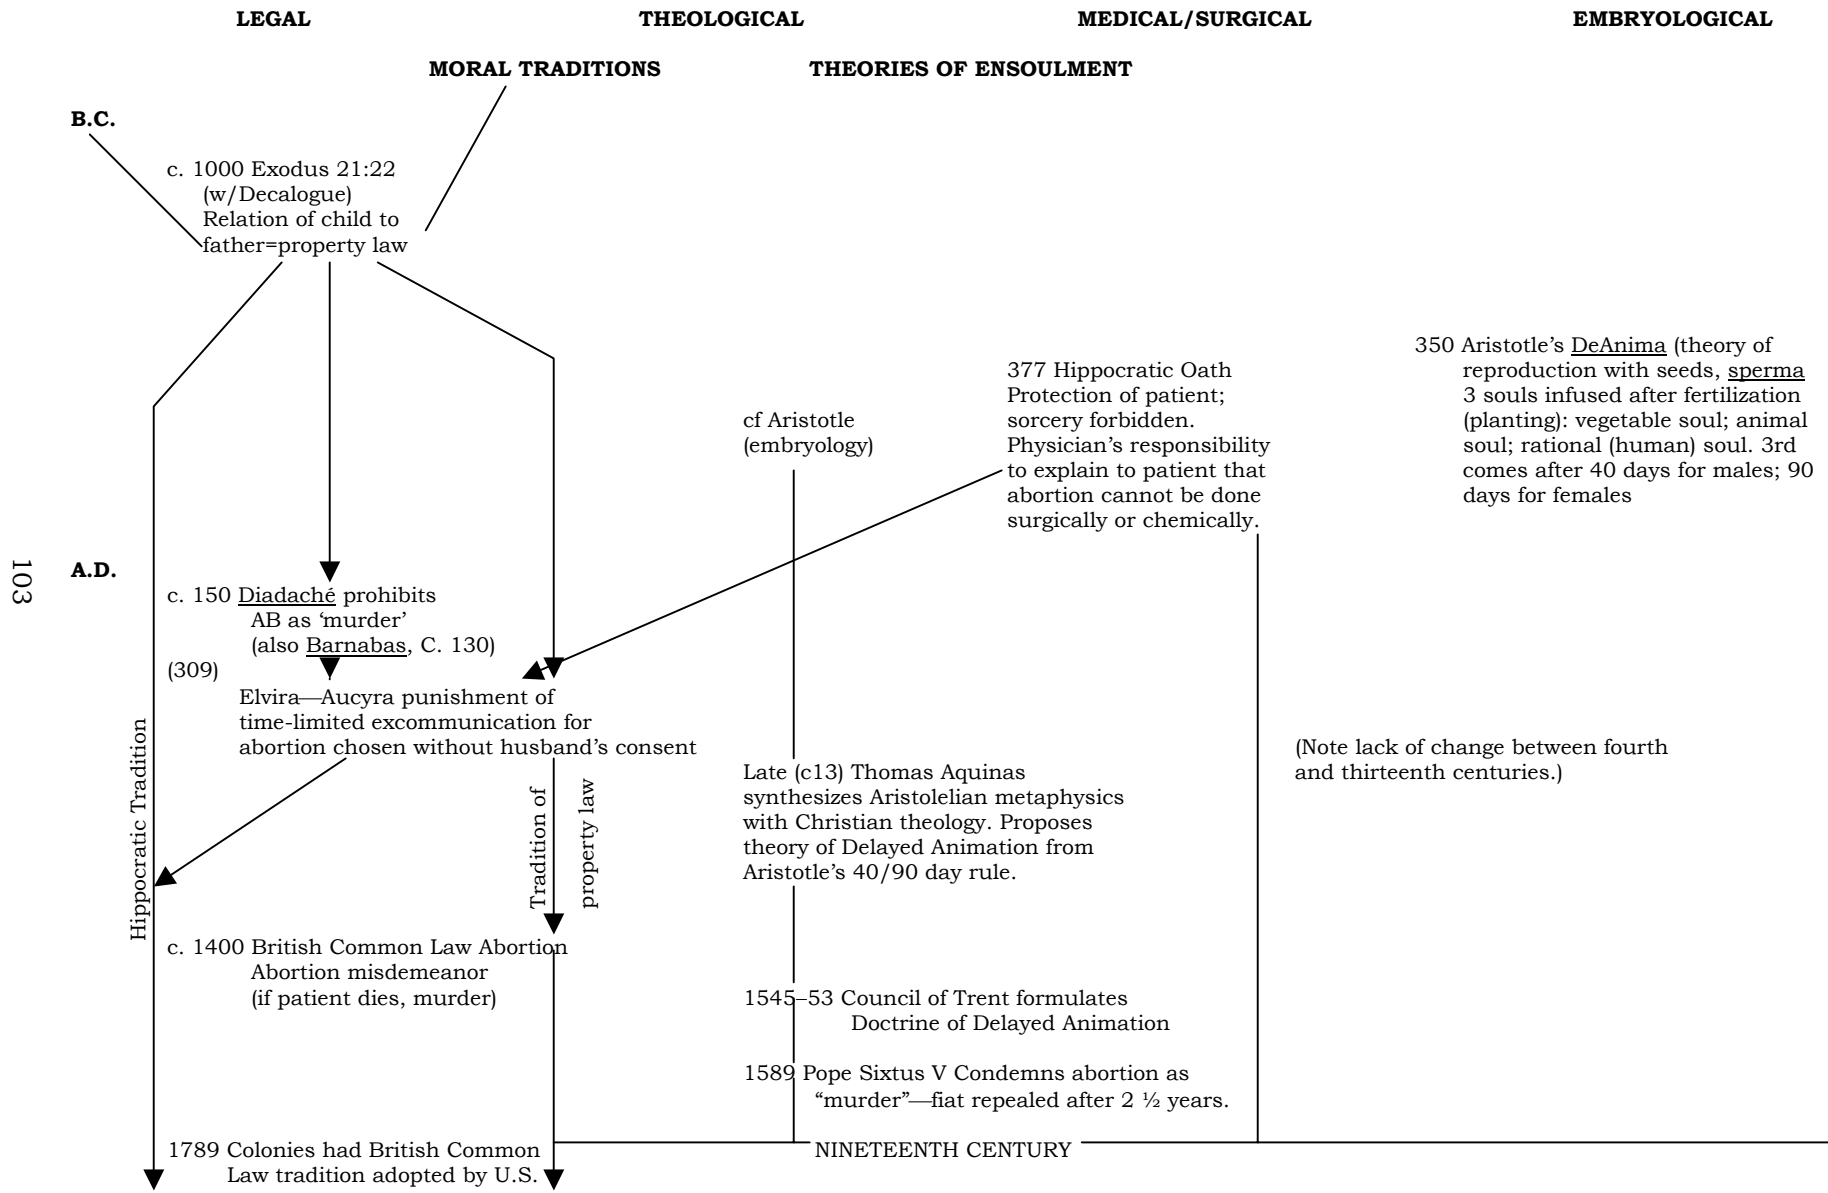 LEGAL THEOLOGICAL MEDICAL/SURGICAL EMBRYOLOGICAL
MORAL TRADITIONS THEORIES OF ENSOULMENT
B.C.
c. 1000 Exodus 21:22
(w/Decalogue)
Relation of child to
father=property law
cf Aristotle
(embryology)
377 Hippocratic Oath
Protection of patient;
sorcery forbidden.
Physician’s responsibility
to explain to patient that
abortion cannot be done
surgically or chemically.
350 Aristotle’s DeAnima (theory of
reproduction with seeds, sperma
3 souls infused after fertilization
(planting): vegetable soul; animal
soul; rational (human) soul. 3rd
comes after 40 days for males; 90
days for females
103
A.D.
c. 150 Diadaché prohibits
AB as ‘murder’
(also Barnabas, C. 130)
(309)
Elvira—Aucyra punishment of
time-limited excommunication for
abortion chosen without husband’s consent
Hippocratic Tradition
Tradition of
property law
Late (c13) Thomas Aquinas
synthesizes Aristolelian metaphysics
with Christian theology. Proposes
theory of Delayed Animation from
Aristotle’s 40/90 day rule.
(Note lack of change between fourth
and thirteenth centuries.)
c. 1400 British Common Law Abortion
Abortion misdemeanor
(if patient dies, murder)
1545–53 Council of Trent formulates
Doctrine of Delayed Animation
1589 Pope Sixtus V Condemns abortion as
“murder”—fiat repealed after 2 ½ years.
1789 Colonies had British Common
Law tradition adopted by U.S.
NINETEENTH CENTURY